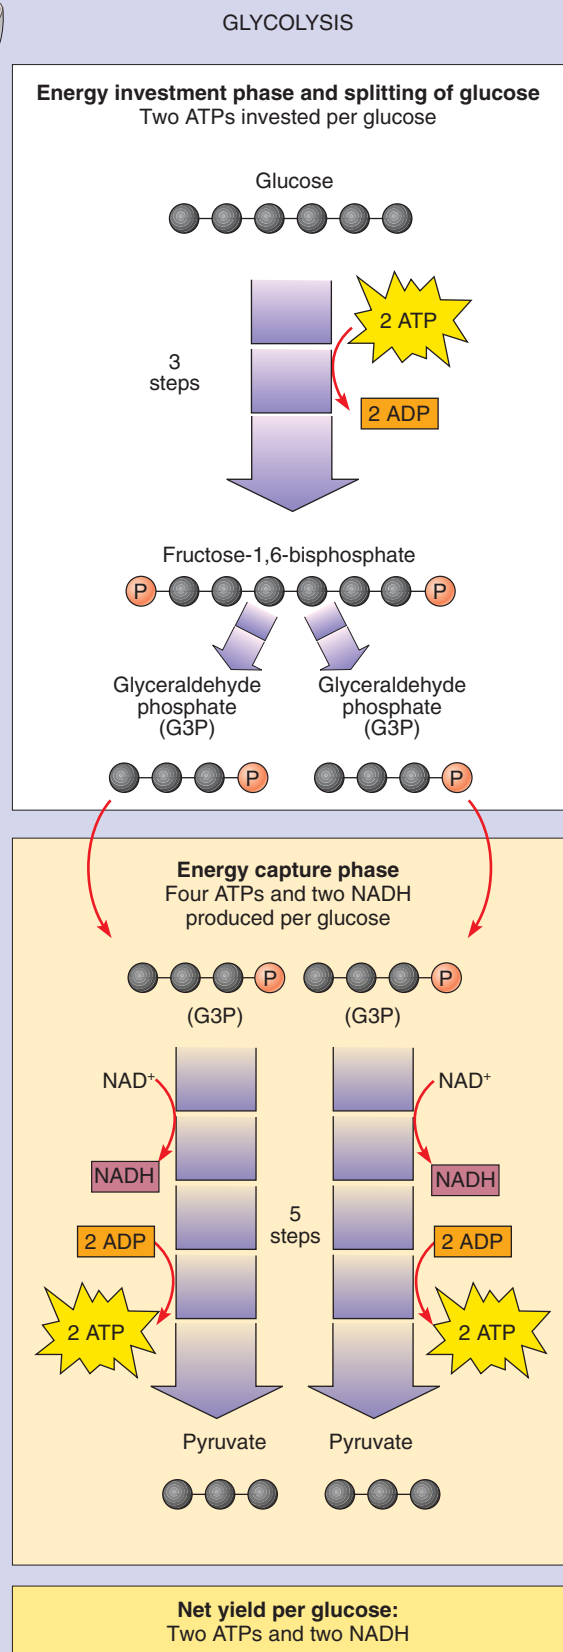 GLYCOLYSIS
Energy investment phase and splitting of glucose
Two ATPs invested per glucose
Glucose
2 ATP
3
steps
2 ADP
Fructose-1,6-bisphosphate
P
P
Glyceraldehyde
phosphate
(G3P)
Glyceraldehyde
phosphate
(G3P)
P
P
Energy capture phase
Four ATPs and two NADH
produced per glucose
P
P
(G3P)
(G3P)
NAD⁺
NAD⁺
NADH
NADH
5
steps
2 ADP
2 ADP
2 ATP
2 ATP
Pyruvate
Pyruvate
Net yield per glucose:
Two ATPs and two NADH